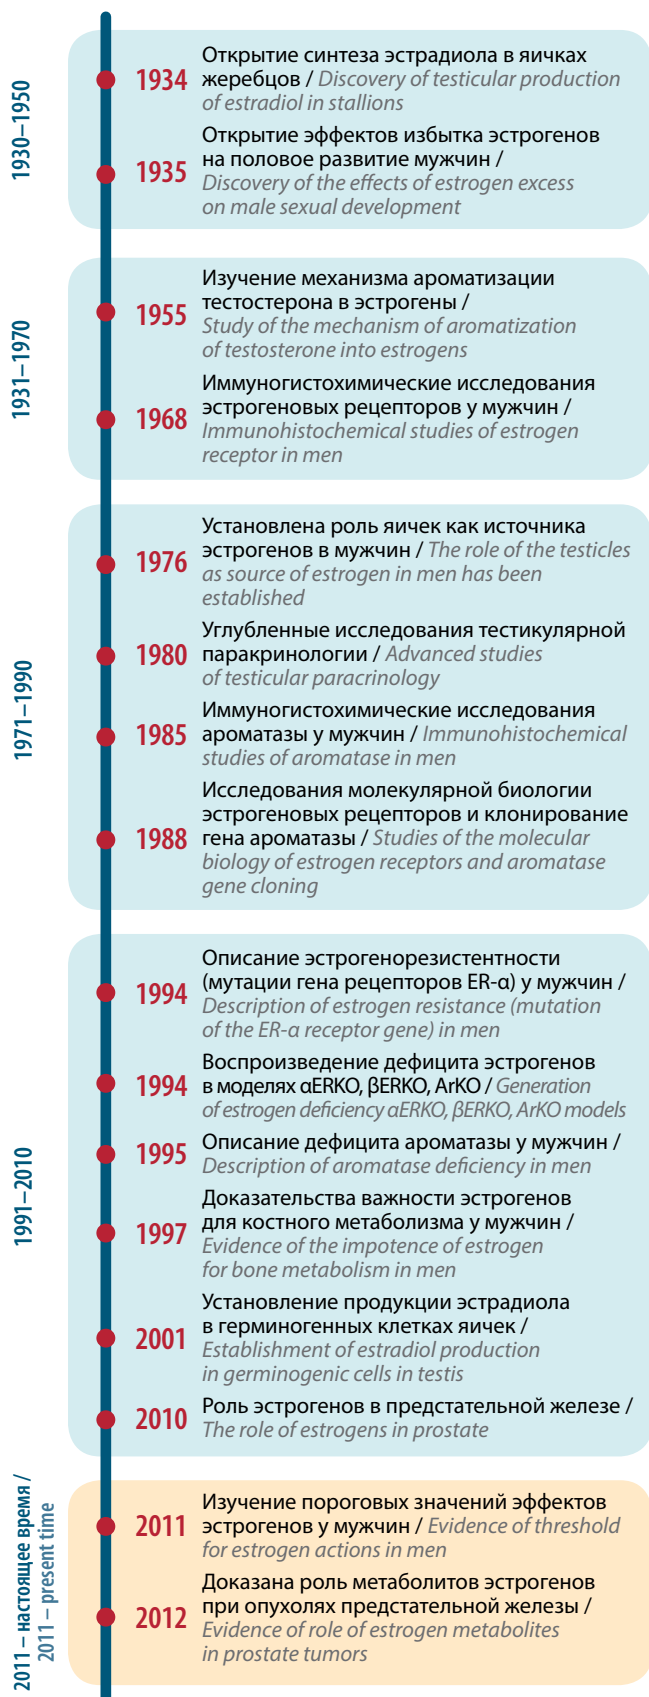 1930–1950
1934
Открытие синтеза эстрадиола в яичках
жеребцов / Discovery of testicular production
of estradiol in stallions
1935
Открытие эффектов избытка эстрогенов
на половое развитие мужчин /
Discovery of the effects of estrogen excess
on male sexual development
1931–1970
1955
Изучение механизма ароматизации
тестостерона в эстрогены /
Study of the mechanism of aromatization
of testosterone into estrogens
1968
Иммуногистохимические исследования
эстрогеновых рецепторов у мужчин /
Immunohistochemical studies of estrogen
receptor in men
1971–1990
1976
Установлена роль яичек как источника
эстрогенов в мужчин / The role of the testicles
as source of estrogen in men has been
established
1980
Углубленные исследования тестикулярной
паракринологии / Advanced studies
of testicular paracrinology
1985
Иммуногистохимические исследования
ароматазы у мужчин / Immunohistochemical
studies of aromatase in men
1988
Исследования молекулярной биологии
эстрогеновых рецепторов и клонирование
гена ароматазы / Studies of the molecular
biology of estrogen receptors and aromatase
gene cloning
1991–2010
1994
Описание эстрогенорезистентности
(мутации гена рецепторов ER-α) у мужчин /
Description of estrogen resistance (mutation
of the ER-α receptor gene) in men
1994
Воспроизведение дефицита эстрогенов
в моделях αERKO, βERKO, ArKO / Generation
of estrogen deficiency αERKO, βERKO, ArKO models
1995
Описание дефицита ароматазы у мужчин /
Description of aromatase deficiency in men
1997
Доказательства важности эстрогенов
для костного метаболизма у мужчин /
Evidence of the impotence of estrogen
for bone metabolism in men
2001
Установление продукции эстрадиола
в герминогенных клетках яичек /
Establishment of estradiol production
in germinogenic cells in testis
2010
Роль эстрогенов в предстательной железе /
The role of estrogens in prostate
2011 – настоящее время /
2011 – present time
2011
Изучение пороговых значений эффектов
эстрогенов у мужчин / Evidence of threshold
for estrogen actions in men
2012
Доказана роль метаболитов эстрогенов
при опухолях предстательной железы /
Evidence of role of estrogen metabolites
in prostate tumors